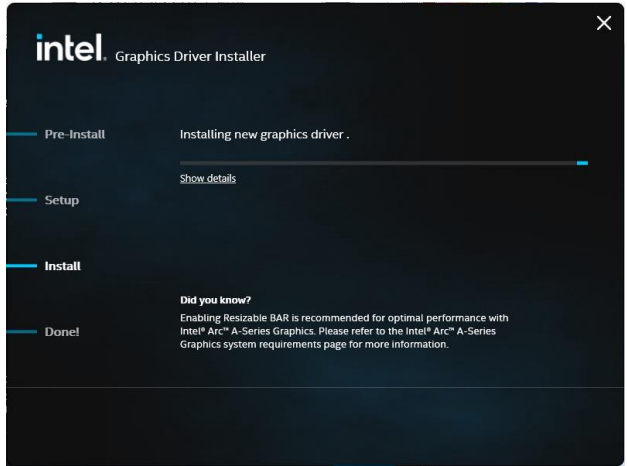 intel. Graphics Driver Installer
Pre-Install
Installing new graphics driver .
Show details
Setup
Install
Did you know?
Enabling Resizable BAR is recommended for optimal performance with
Intel® Arc™ A-Series Graphics. Please refer to the Intel® Arc™ A-Series
Graphics system requirements page for more information.
Done!